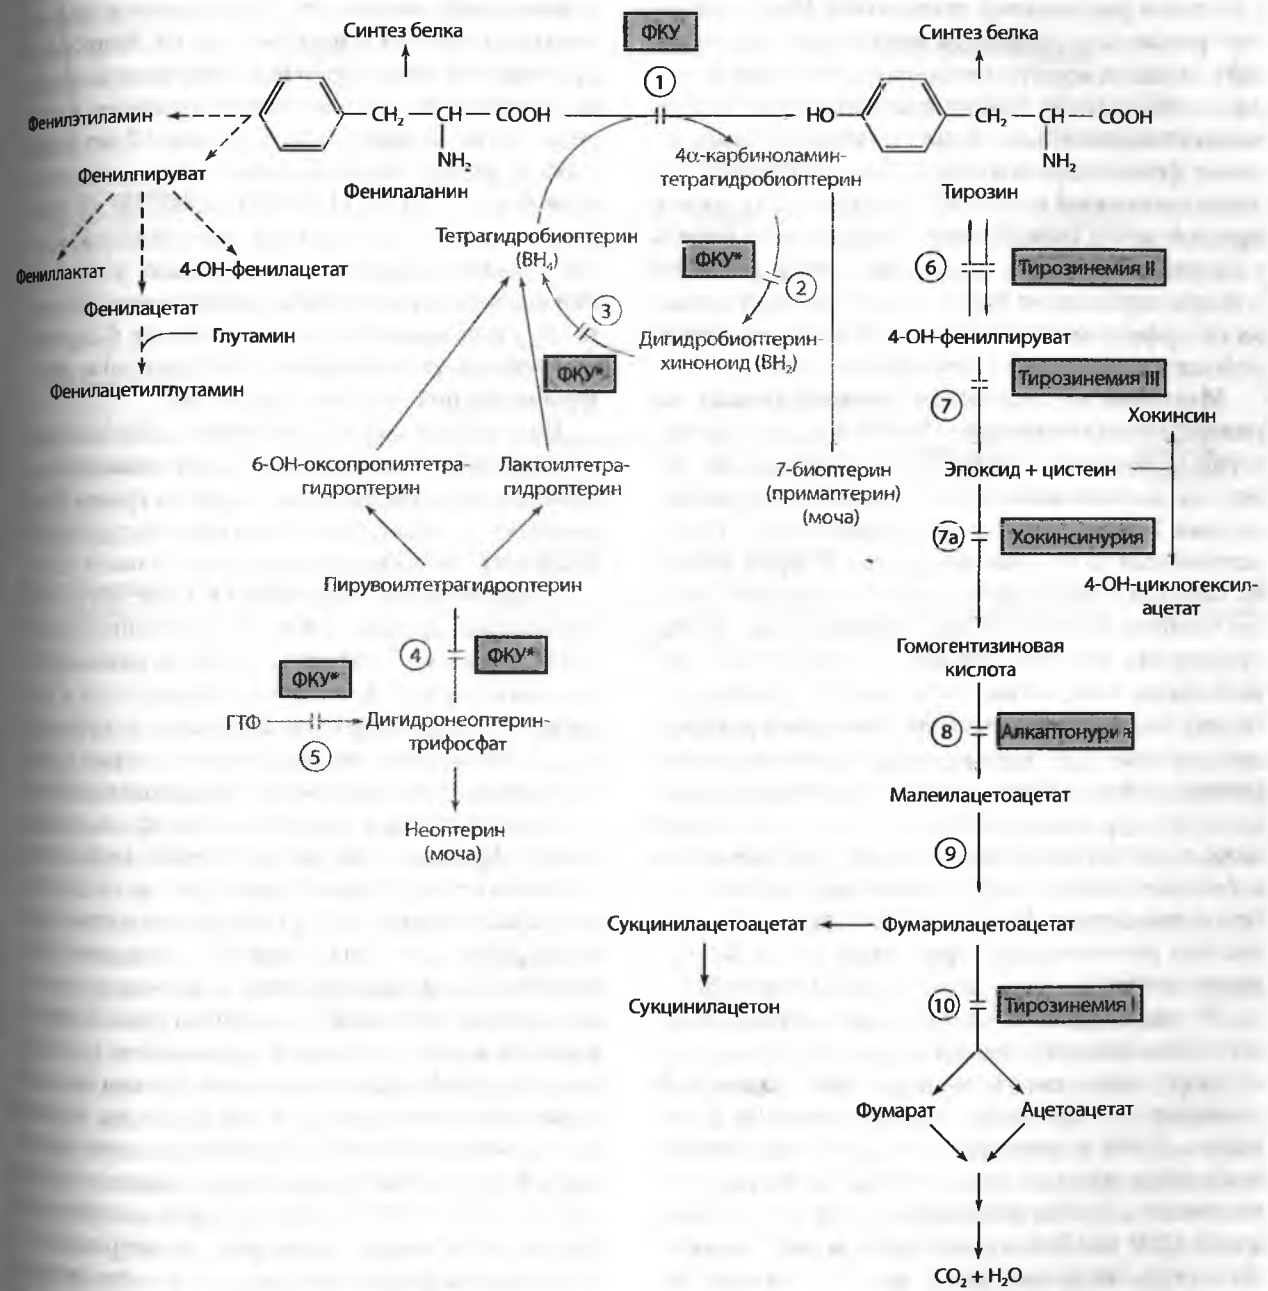 Синтез белка
ФКУ
Синтез белка
1
Фенилэтиламин
CH₂—CH—COOH
NH₂
Фенилаланин
HO
CH₂—CH—COOH
NH₂
Тирозин
Фенилпируват
4α-карбиноламин-
тетрагидробиоптерин
Тетрагидробиоптерин
(BH₄)
ФКУ*
2
6
Тирозинемия II
Фениллактат
4-ОН-фенилацетат
Фенилацетат
3
Глутамин
Дигидробиоптерин-
хиноноид (BH₂)
4-ОН-фенилпируват
ФКУ*
Фенилацетилглутамин
7
Тирозинемия III
Хокинсин
6-ОН-оксопропилтетра-
гидроптерин
Лактоилтетра-
гидроптерин
7-биоптерин
(примаптерин)
(моча)
Эпоксид + цистеин
7а
Хокинсинурия
Пирувоилтетрагидроптерин
4-ОН-циклогексил-
ацетат
4
ФКУ*
Гомогентизиновая
кислота
ФКУ*
ГТФ
5
Дигидронеоптерин-
трифосфат
8
Алкаптонурия
Малеилацетоацетат
Неоптерин
(моча)
9
Сукцинилацетоацетат
Фумарилацетоацетат
Сукцинилацетон
10
Тирозинемия I
Фумарат
Ацетоацетат
CO₂ + H₂O